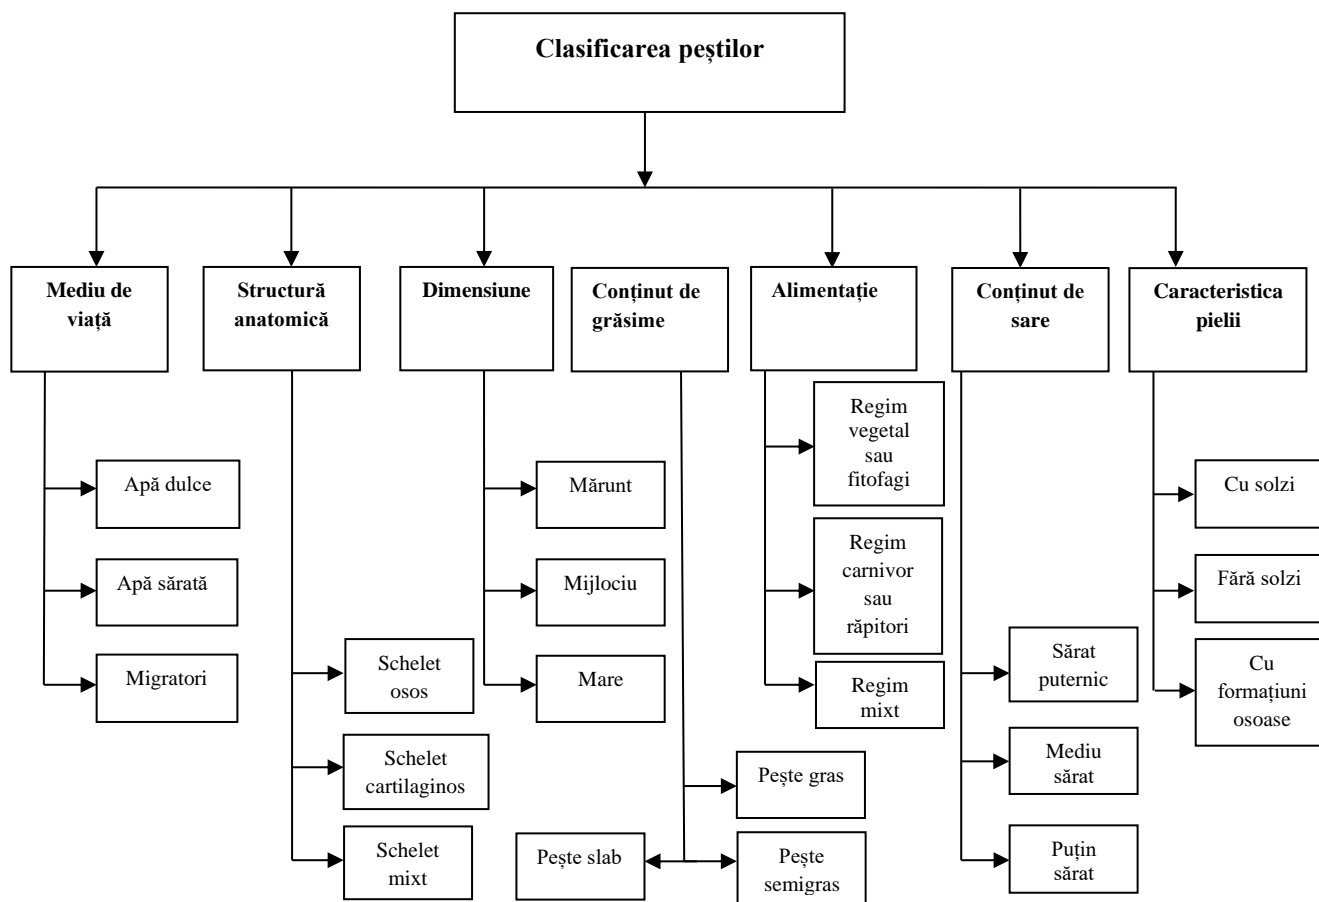 Clasificarea peștilor
Mediu de
viață
Structură
anatomică
Dimensiune
Conținut de
grăsime
Alimentație
Conținut de
sare
Caracteristica
pielii
Apă dulce
Apă sărată
Migratori
Schelet
osos
Schelet
cartilaginos
Schelet
mixt
Mărunt
Mijlociu
Mare
Pește gras
Pește slab
Pește
semigras
Regim
vegetal
sau
fitofagi
Regim
carnivor
sau
răpitori
Regim
mixt
Sărat
puternic
Mediu
sărat
Puțin
sărat
Cu solzi
Fără solzi
Cu
formațiuni
osoase